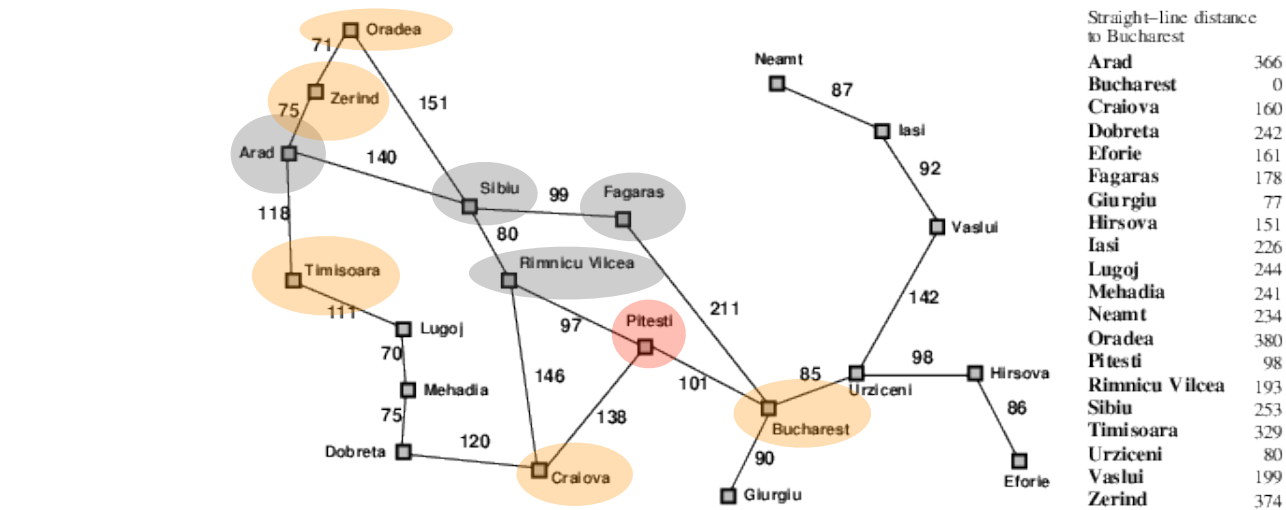 Oradea
71
Neamt
Zerind
87
151
75
Iasi
Arad
140
92
Sibiu
99
Fagaras
118
80
Vaslui
Timisoara
Rimnicu Vilcea
142
111
211
Lugoj
97
Pitesti
70
98
Mehadia
146
101
85
Hirsova
Urziceni
75
138
86
Bucharest
120
Dobreta
90
Craiova
Eforie
Giurgiu
Straight–line distance
to Bucharest
Arad 366
Bucharest 0
Craiova 160
Dobreta 242
Eforie 161
Fagaras 178
Giurgiu 77
Hirsova 151
Iasi 226
Lugoj 244
Mehadia 241
Neamt 234
Oradea 380
Pitesti 98
Rimnicu Vilcea 193
Sibiu 253
Timisoara 329
Urziceni 80
Vaslui 199
Zerind 374